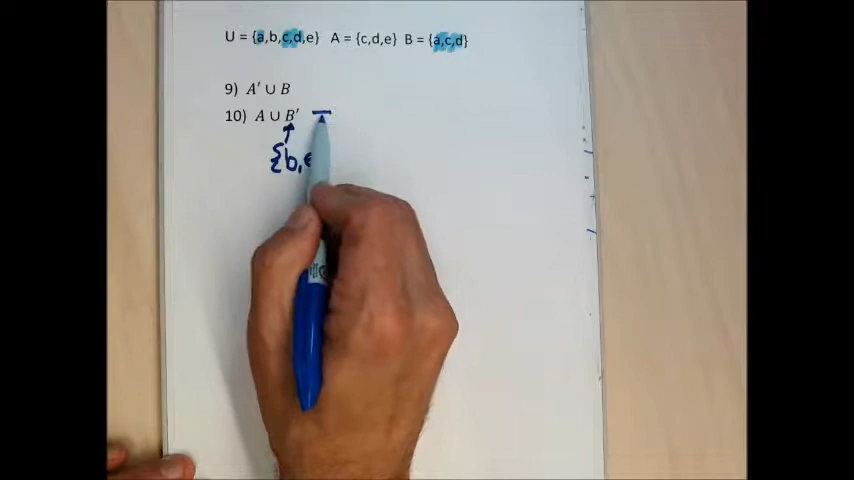 U = {a,b,c,d,e} A = {c,d,e} B = {a,c,d}
9) A′ ∪ B
10) A ∪ B′
{b,e